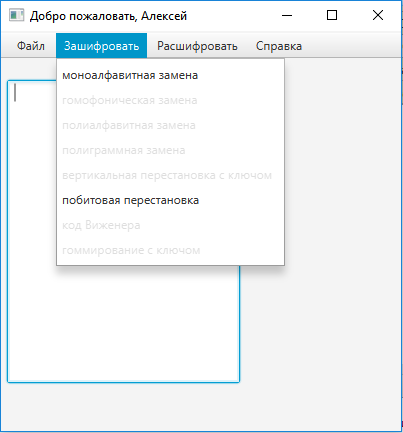 Добро пожаловать, Алексей
Файл Зашифровать Расшифровать Справка
моноалфавитная замена
гомофоническая замена
полиалфавитная замена
полиграммная замена
вертикальная перестановка с ключом
побитовая перестановка
код Виженера
гоммирование с ключом